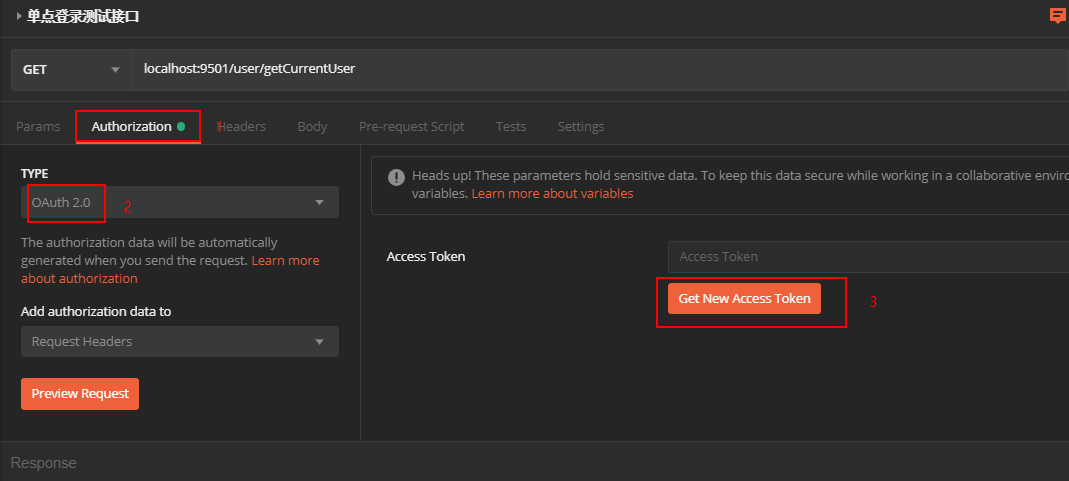 单点登录测试接口
GET
localhost:9501/user/getCurrentUser
Params
Authorization
1
Headers
Body
Pre-request Script
Tests
Settings
TYPE
OAuth 2.0
2
The authorization data will be automatically
generated when you send the request. Learn more
about authorization
Add authorization data to
Request Headers
Preview Request
Heads up! These parameters hold sensitive data. To keep this data secure while working in a collaborative enviro
variables. Learn more about variables
Access Token
Access Token
Get New Access Token
3
Response